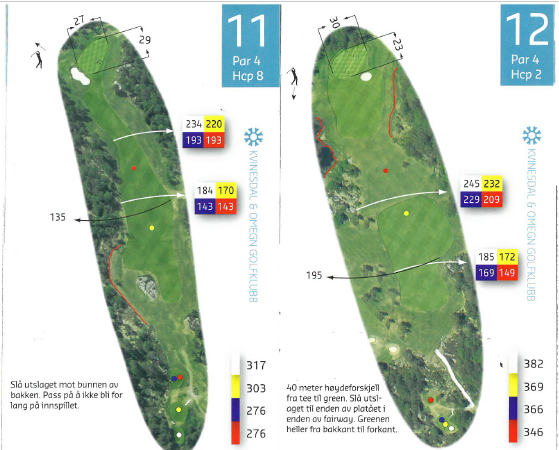 11
Par 4
Hcp 8
27
29
234 220
193 193
184 170
143 143
135
KVINESDAL & OMEGN GOLFKLUBB
317
303
276
276
Slå utslaget mot bunnen av
bakken. Pass på å ikke bli for
lang på innspillet.
12
Par 4
Hcp 2
30
23
245 232
229 209
185 172
169 149
195
KVINESDAL & OMEGN GOLFKLUBB
382
369
366
346
40 meter høydeforskjell
fra tee til green. Slå utsl-
aget til enden av platået i
enden av fairway. Greenen
heller fra bakkant til forkant.